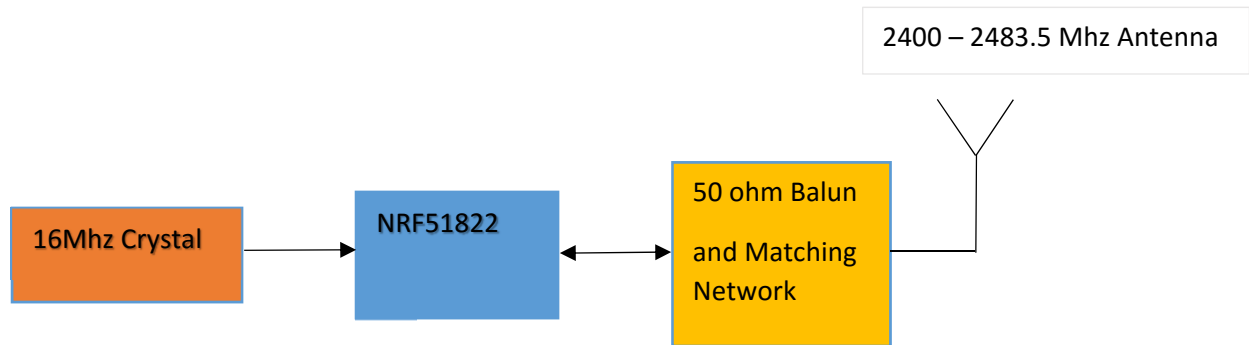 2400 – 2483.5 Mhz Antenna
16Mhz Crystal
NRF51822
50 ohm Balun
and Matching
Network